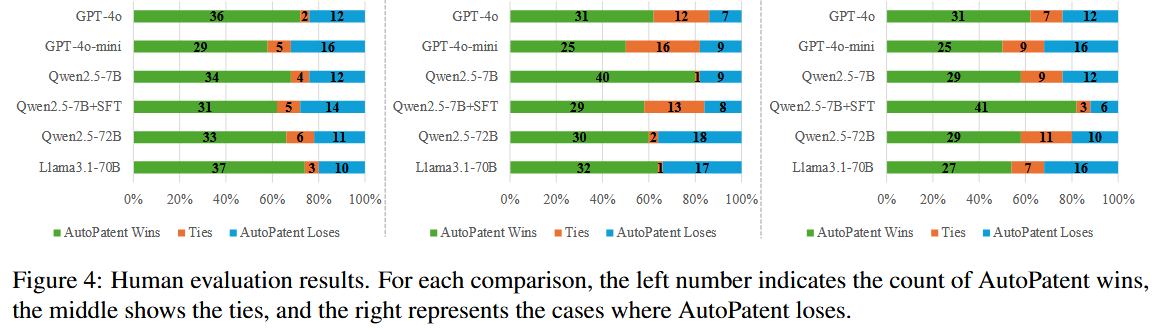 GPT-4o 36 2 12
GPT-4o-mini 29 5 16
Qwen2.5-7B 34 4 12
Qwen2.5-7B+SFT 31 5 14
Qwen2.5-72B 33 6 11
Llama3.1-70B 37 3 10
0% 20% 40% 60% 80% 100%
AutoPatent Wins Ties AutoPatent Loses
GPT-4o 31 12 7
GPT-4o-mini 25 16 9
Qwen2.5-7B 40 1 9
Qwen2.5-7B+SFT 29 13 8
Qwen2.5-72B 30 2 18
Llama3.1-70B 32 1 17
0% 20% 40% 60% 80% 100%
AutoPatent Wins Ties AutoPatent Loses
GPT-4o 31 7 12
GPT-4o-mini 25 9 16
Qwen2.5-7B 29 9 12
Qwen2.5-7B+SFT 41 3 6
Qwen2.5-72B 29 11 10
Llama3.1-70B 27 7 16
0% 20% 40% 60% 80% 100%
AutoPatent Wins Ties AutoPatent Loses
Figure 4: Human evaluation results. For each comparison, the left number indicates the count of AutoPatent wins,
the middle shows the ties, and the right represents the cases where AutoPatent loses.